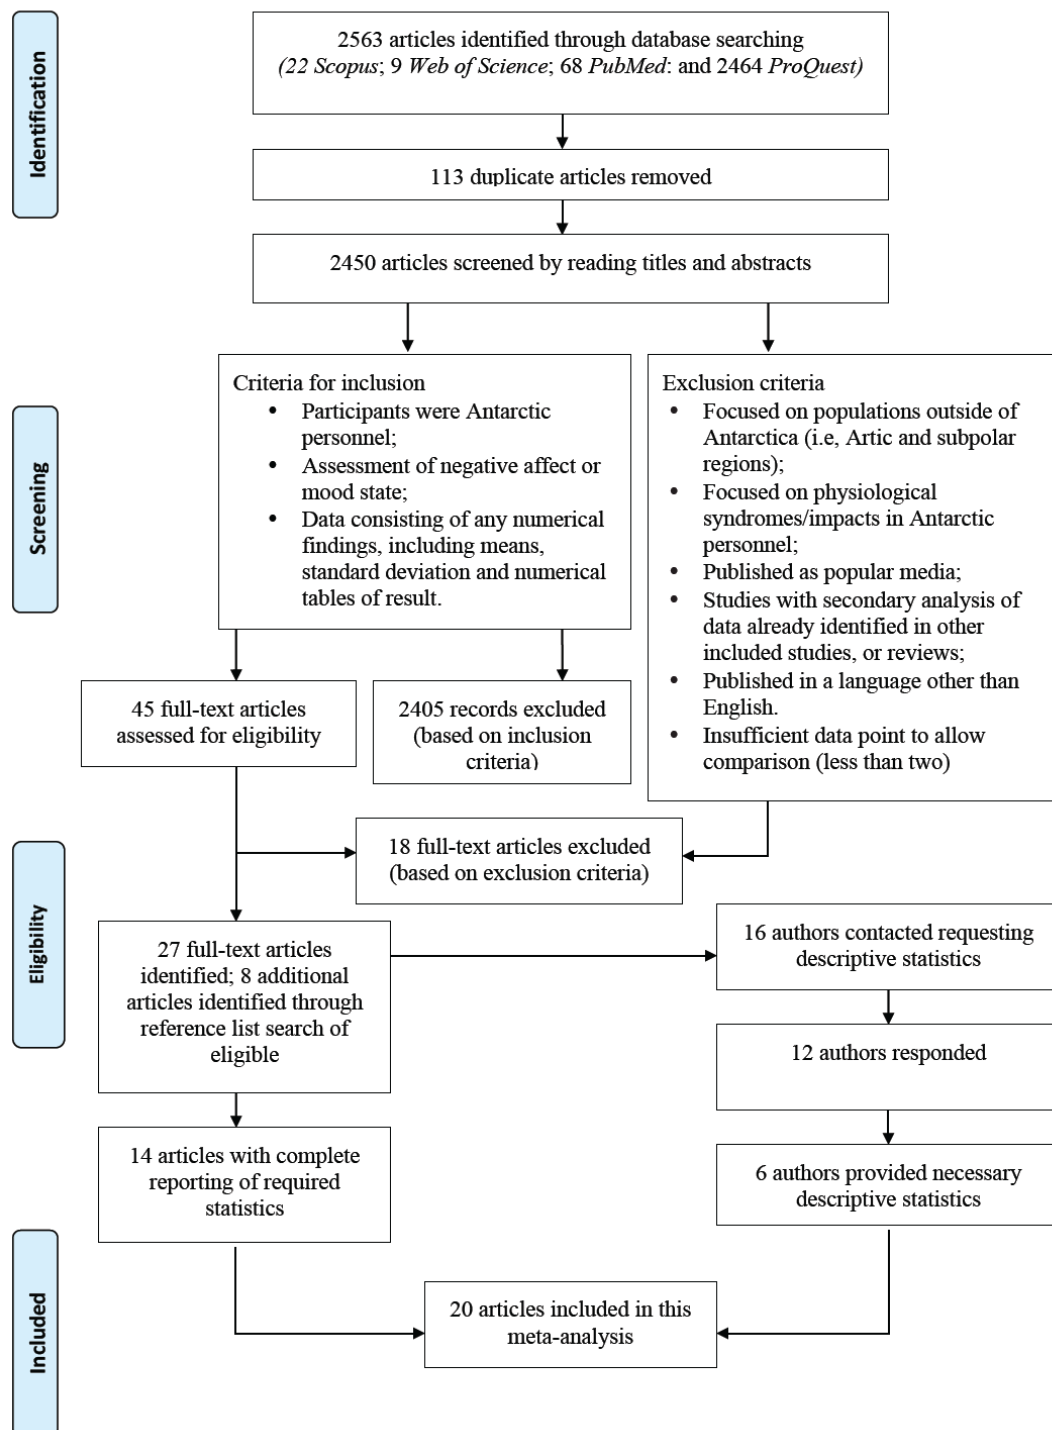 Identification
2563 articles identified through database searching
(22 Scopus; 9 Web of Science; 68 PubMed: and 2464 ProQuest)
113 duplicate articles removed
2450 articles screened by reading titles and abstracts
Screening
Criteria for inclusion
• Participants were Antarctic
personnel;
• Assessment of negative affect or
mood state;
• Data consisting of any numerical
findings, including means,
standard deviation and numerical
tables of result.
Exclusion criteria
• Focused on populations outside of
Antarctica (i.e, Artic and subpolar
regions);
• Focused on physiological
syndromes/impacts in Antarctic
personnel;
• Published as popular media;
• Studies with secondary analysis of
data already identified in other
included studies, or reviews;
• Published in a language other than
English.
• Insufficient data point to allow
comparison (less than two)
45 full-text articles
assessed for eligibility
2405 records excluded
(based on inclusion
criteria)
18 full-text articles excluded
(based on exclusion criteria)
Eligibility
27 full-text articles
identified; 8 additional
articles identified through
reference list search of
eligible
16 authors contacted requesting
descriptive statistics
12 authors responded
14 articles with complete
reporting of required
statistics
6 authors provided necessary
descriptive statistics
Included
20 articles included in this
meta-analysis